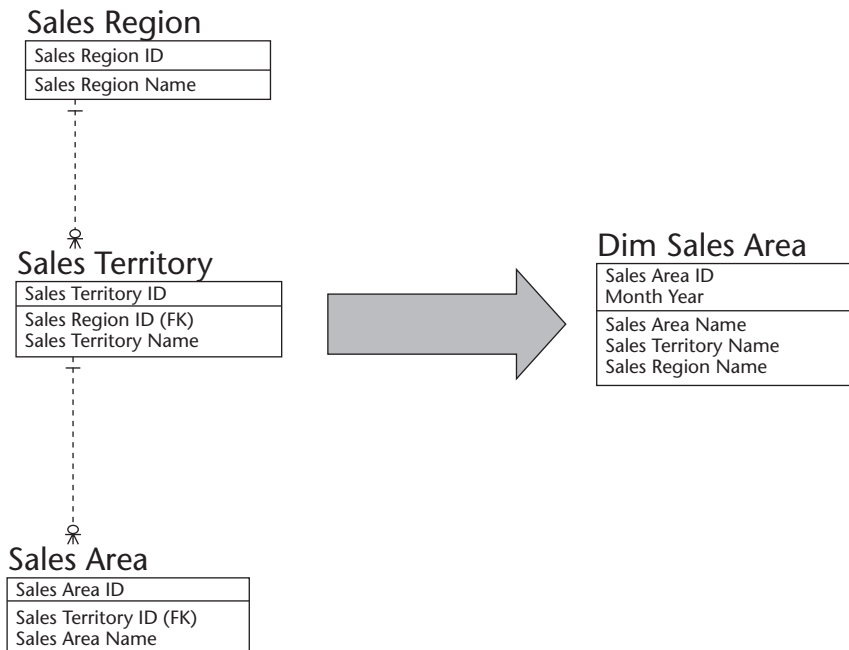 Sales Region
Sales Region ID
Sales Region Name
Sales Territory
Sales Territory ID
Sales Region ID (FK)
Sales Territory Name
Sales Area
Sales Area ID
Sales Territory ID (FK)
Sales Area Name
Dim Sales Area
Sales Area ID
Month Year
Sales Area Name
Sales Territory Name
Sales Region Name